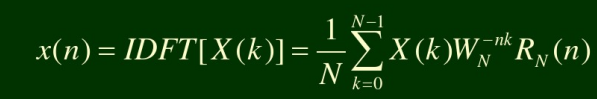 x(n) = IDFT[X(k)] = \frac{1}{N} \sum_{k=0}^{N-1} X(k) W_N^{-nk} R_N(n)